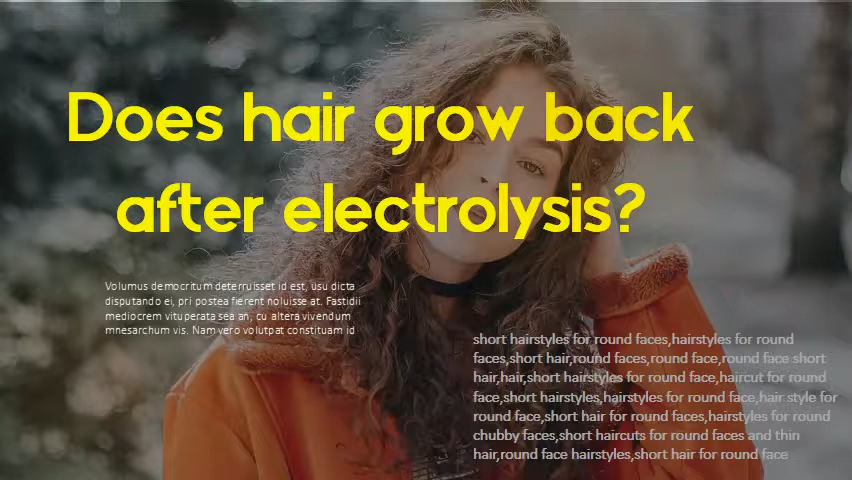 Does hair grow back
after electrolysis?
Volumus democritum deterruisset id est, usu dicta
disputando ei, pri postea fierent noluisse at. Fastidii
mediocrem vituperata sea an, cu altera vivendum
mnesarchum vis. Nam vero volutpat constituam id
short hairstyles for round faces,hairstyles for round
faces,short hair,round faces,round face,round face short
hair,hair,short hairstyles for round face,haircut for round
face,short hairstyles,hairstyles for round face,hair style for
round face,short hair for round faces,hairstyles for round
chubby faces,short haircuts for round faces and thin
hair,round face hairstyles,short hair for round face